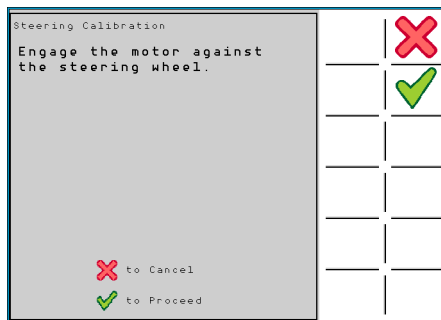 Steering Calibration
Engage the motor against
the steering wheel.
to Cancel
to Proceed